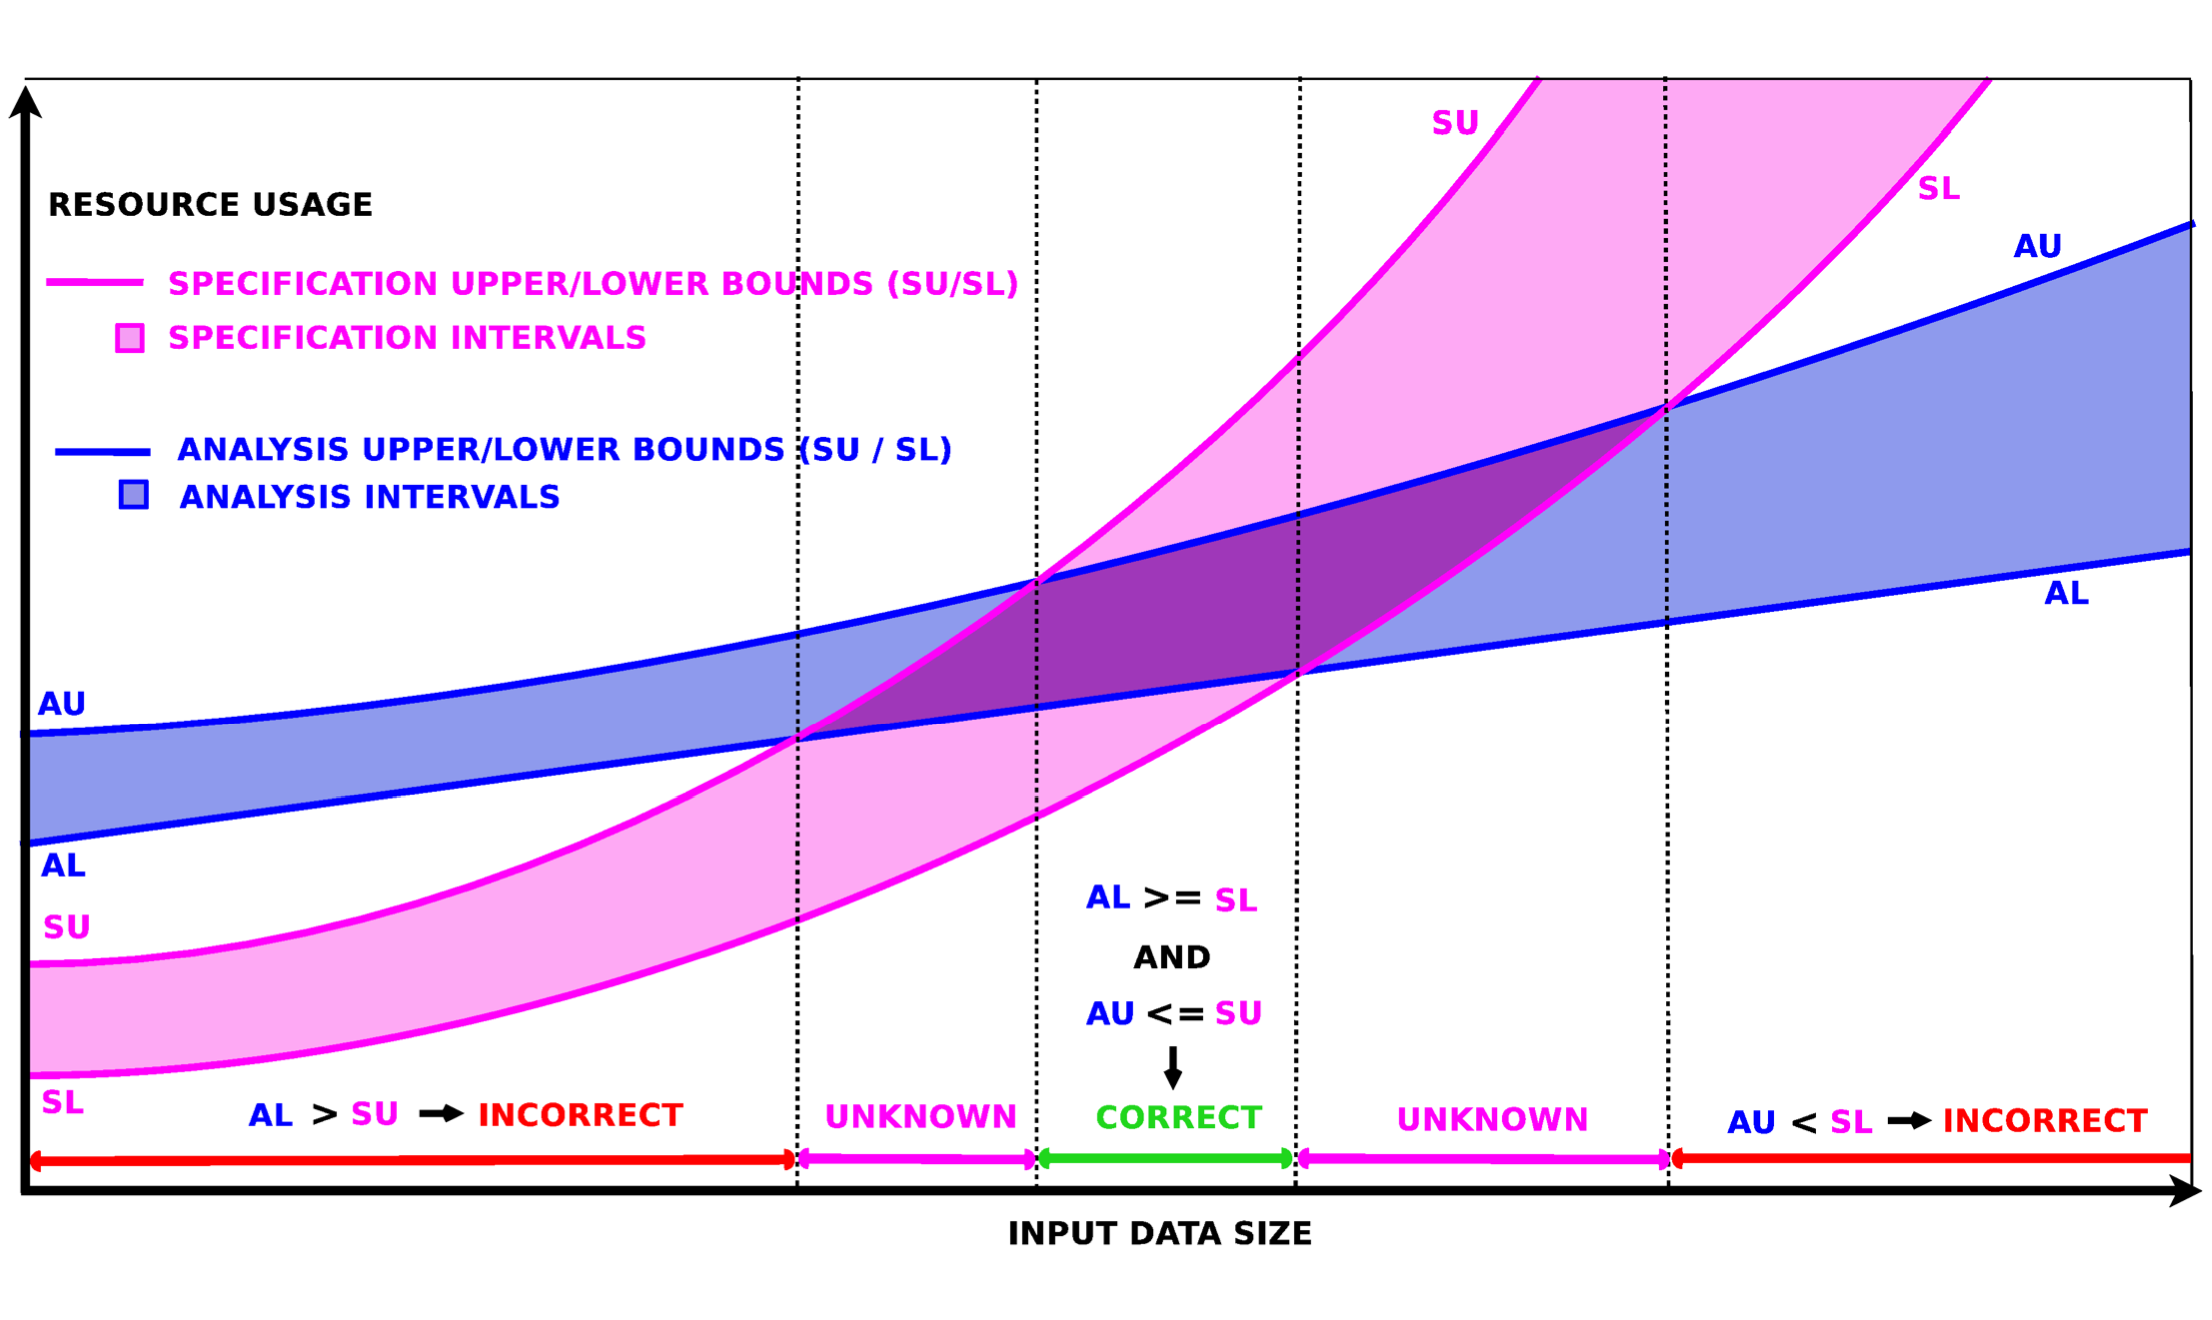 SU
SL
RESOURCE USAGE
AU
SPECIFICATION UPPER/LOWER BOUNDS (SU/SL)
SPECIFICATION INTERVALS
ANALYSIS UPPER/LOWER BOUNDS (SU / SL)
ANALYSIS INTERVALS
AL
AU
AL
SU
SL
AL >= SL
AND
AU <= SU
AL > SU INCORRECT
UNKNOWN
CORRECT
UNKNOWN
AU < SL INCORRECT
INPUT DATA SIZE